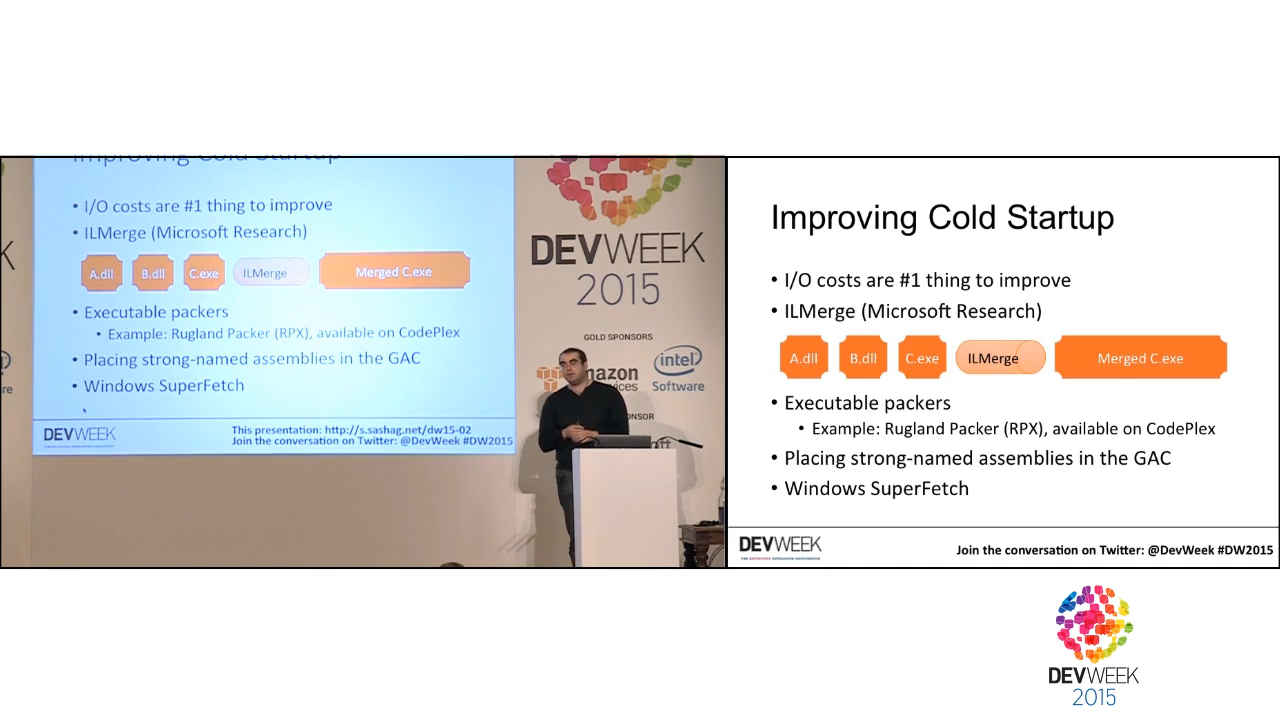 Improving Cold Startup
• I/O costs are #1 thing to improve
• ILMerge (Microsoft Research)
A.dll B.dll C.exe ILMerge Merged C.exe
• Executable packers
• Example: Rugland Packer (RPX), available on CodePlex
• Placing strong-named assemblies in the GAC
• Windows SuperFetch
DEVWEEK
This presentation: http://s.sashag.net/dw15-02
Join the conversation on Twitter: @DevWeek #DW2015
DEVWEEK
2015
GOLD SPONSORS
intel
Software
Improving Cold Startup
• I/O costs are #1 thing to improve
• ILMerge (Microsoft Research)
A.dll B.dll C.exe ILMerge Merged C.exe
• Executable packers
• Example: Rugland Packer (RPX), available on CodePlex
• Placing strong-named assemblies in the GAC
• Windows SuperFetch
DEVWEEK
Join the conversation on Twitter: @DevWeek #DW2015
DEVWEEK
2015